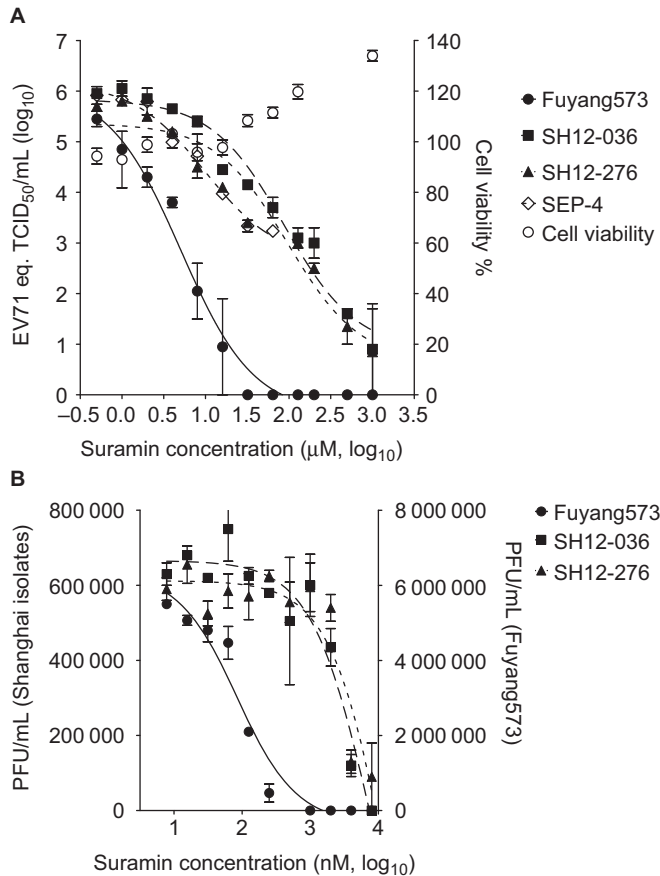 A
EV71 eq. TCID50/mL (log10)
7
6
5
4
3
2
1
0
140
120
100
80
60
40
20
0
Cell viability %
–0.5 0.0 0.5 1.0 1.5 2.0 2.5 3.0 3.5
Suramin concentration (μM, log10)
Fuyang573
SH12-036
SH12-276
SEP-4
Cell viability
B
PFU/mL (Shanghai isolates)
800 000
600 000
400 000
200 000
0
8 000 000
6 000 000
4 000 000
2 000 000
0
PFU/mL (Fuyang573)
1 2 3 4
Suramin concentration (nM, log10)
Fuyang573
SH12-036
SH12-276